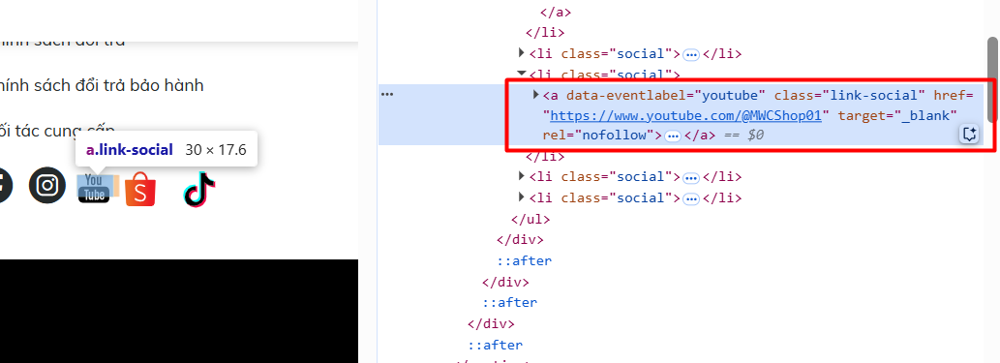 hính sách đổi trả
hính sách đổi trả bảo hành
ối tác cung cấp
a.link-social 30 × 17.6
You
Tube
S
</a>
</li>
<li class="social"> ••• </li>
<li class="social">
••• <a data-eventlabel="youtube" class="link-social" href=
"https://www.youtube.com/@MWCShop01" target="_blank"
rel="nofollow"> ••• </a> == $0
</li>
<li class="social"> ••• </li>
<li class="social"> ••• </li>
</ul>
</div>
::after
</div>
::after
</div>
::after